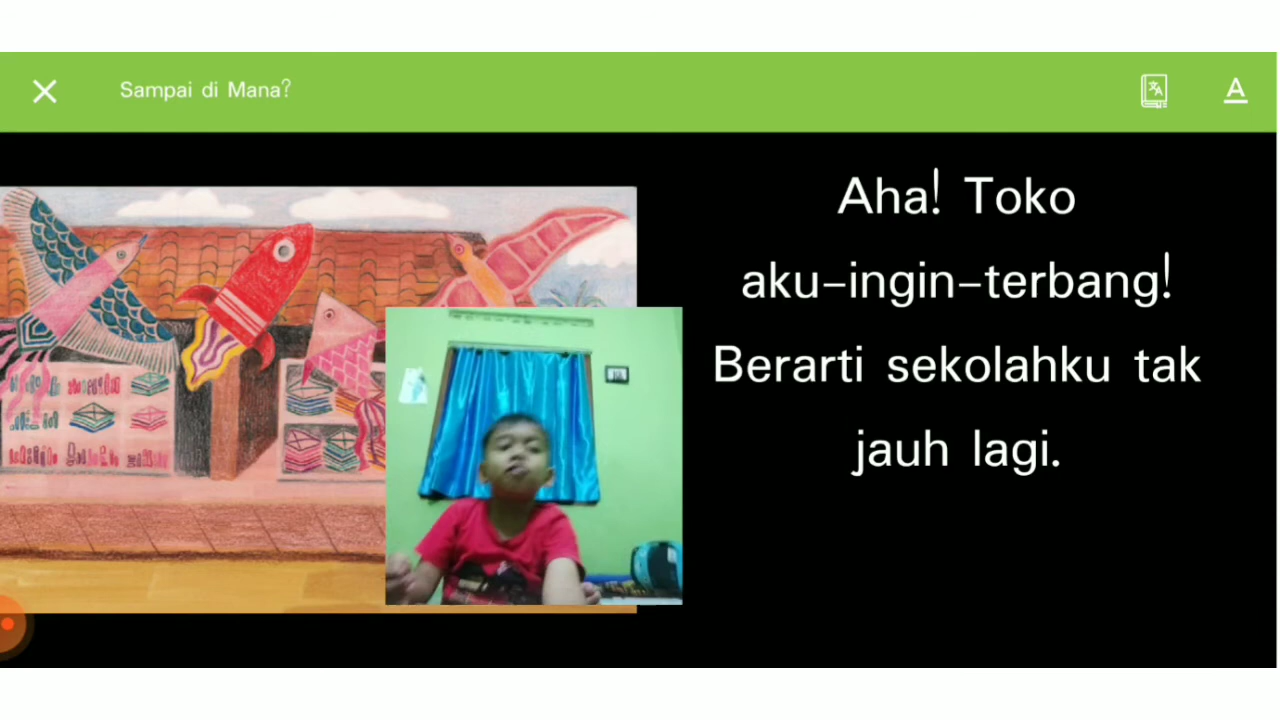 Sampai di Mana?
Aha! Toko
aku-ingin-terbang!
Berarti sekolahku tak
jauh lagi.